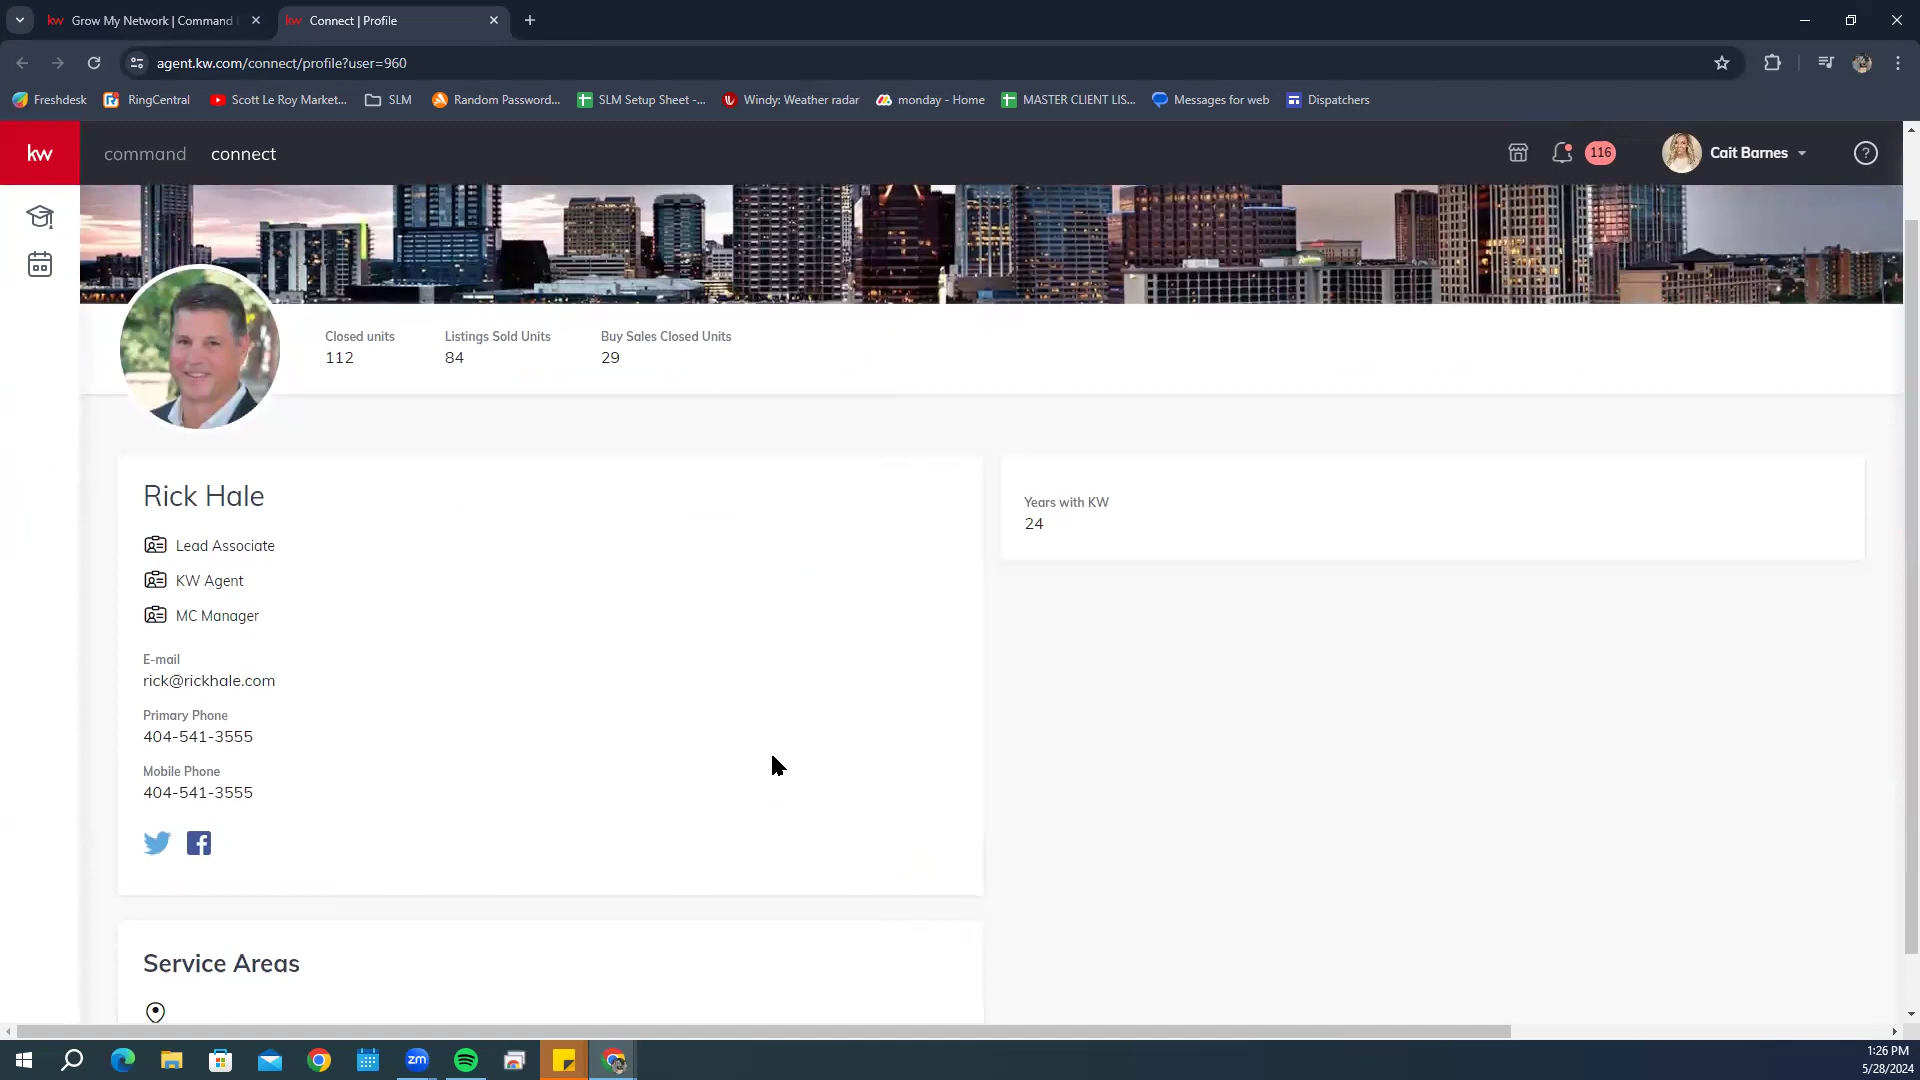 Grow My Network | Command
Connect | Profile
agent.kw.com/connect/profile?user=960
Freshdesk
RingCentral
Scott Le Roy Market...
SLM
Random Password...
SLM Setup Sheet -...
Windy: Weather radar
monday - Home
MASTER CLIENT LIS...
Messages for web
Dispatchers
kw
command
connect
116
Cait Barnes
Closed units
112
Listings Sold Units
84
Buy Sales Closed Units
29
Rick Hale
Lead Associate
KW Agent
MC Manager
E-mail
rick@rickhale.com
Primary Phone
404-541-3555
Mobile Phone
404-541-3555
Years with KW
24
Service Areas
zm
1:26 PM
5/28/2024